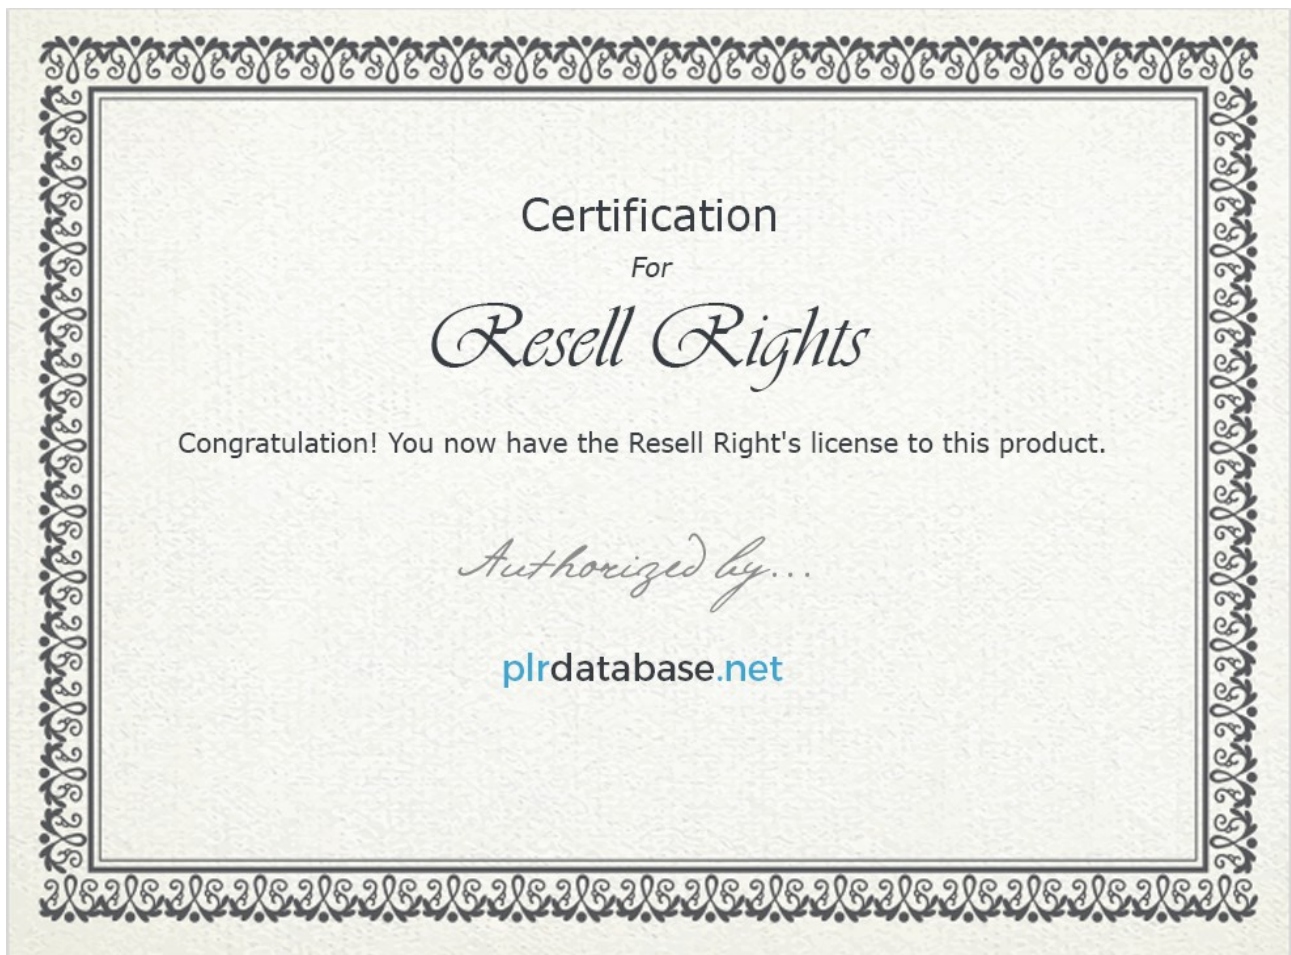 Certification
For
Resell Rights
Congratulation! You now have the Resell Right's license to this product.
Authorized by...
plrdatabase.net